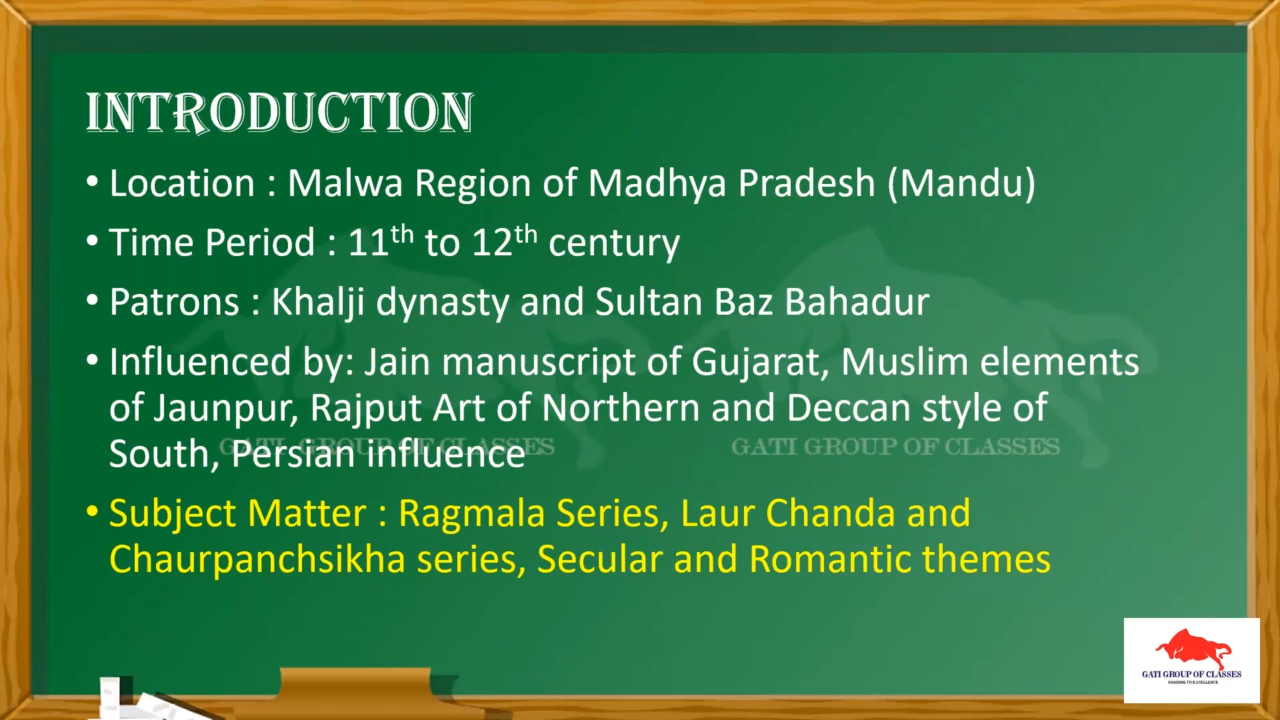 INTRODUCTION
• Location : Malwa Region of Madhya Pradesh (Mandu)
• Time Period : 11th to 12th century
• Patrons : Khalji dynasty and Sultan Baz Bahadur
• Influenced by: Jain manuscript of Gujarat, Muslim elements
of Jaunpur, Rajput Art of Northern and Deccan style of
South, Persian influence
GATI GROUP OF CLASSES GATI GROUP OF CLASSES
• Subject Matter : Ragmala Series, Laur Chanda and
Chaurpanchsikha series, Secular and Romantic themes
GATI GROUP OF CLASSES